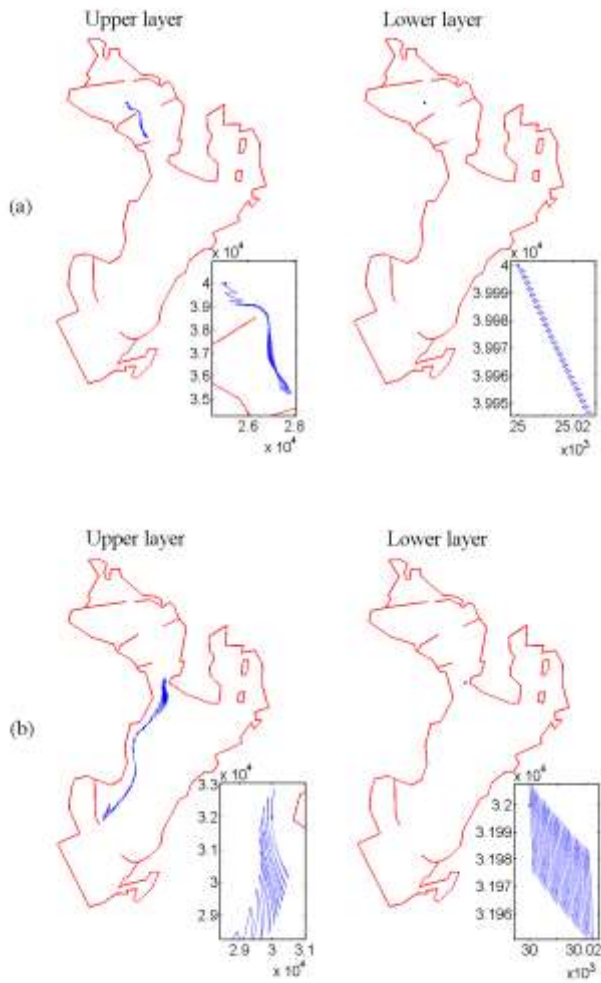 Upper layer
Lower layer
(a)
x 10⁴
4
3.9
3.8
3.7
3.6
3.5
2.6
2.8
x 10⁴
x 10⁴
4
3.999
3.998
3.996
3.995
25
25.02
x10³
Upper layer
Lower layer
(b)
x 10⁴
3.3
3.2
3.1
3
2.9
2.9
3
3.1
x 10⁴
x 10⁴
3.2
3.199
3.198
3.197
3.196
30
30.02
x10³